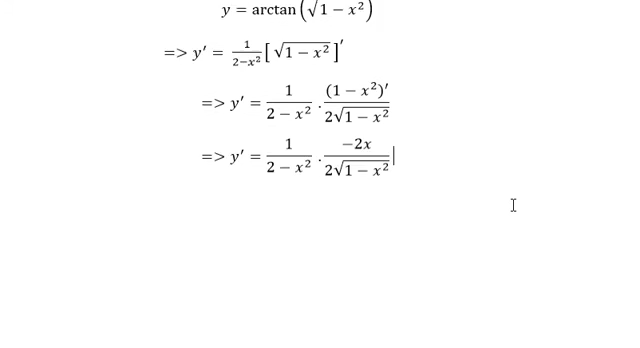 y = arctan(√1 − x²)
=> y′ = 1/(2−x²) [√1 − x²]′
=> y′ = 1/(2 − x²) . (1 − x²)′/(2√1 − x²)
=> y′ = 1/(2 − x²) . −2x/(2√1 − x²)